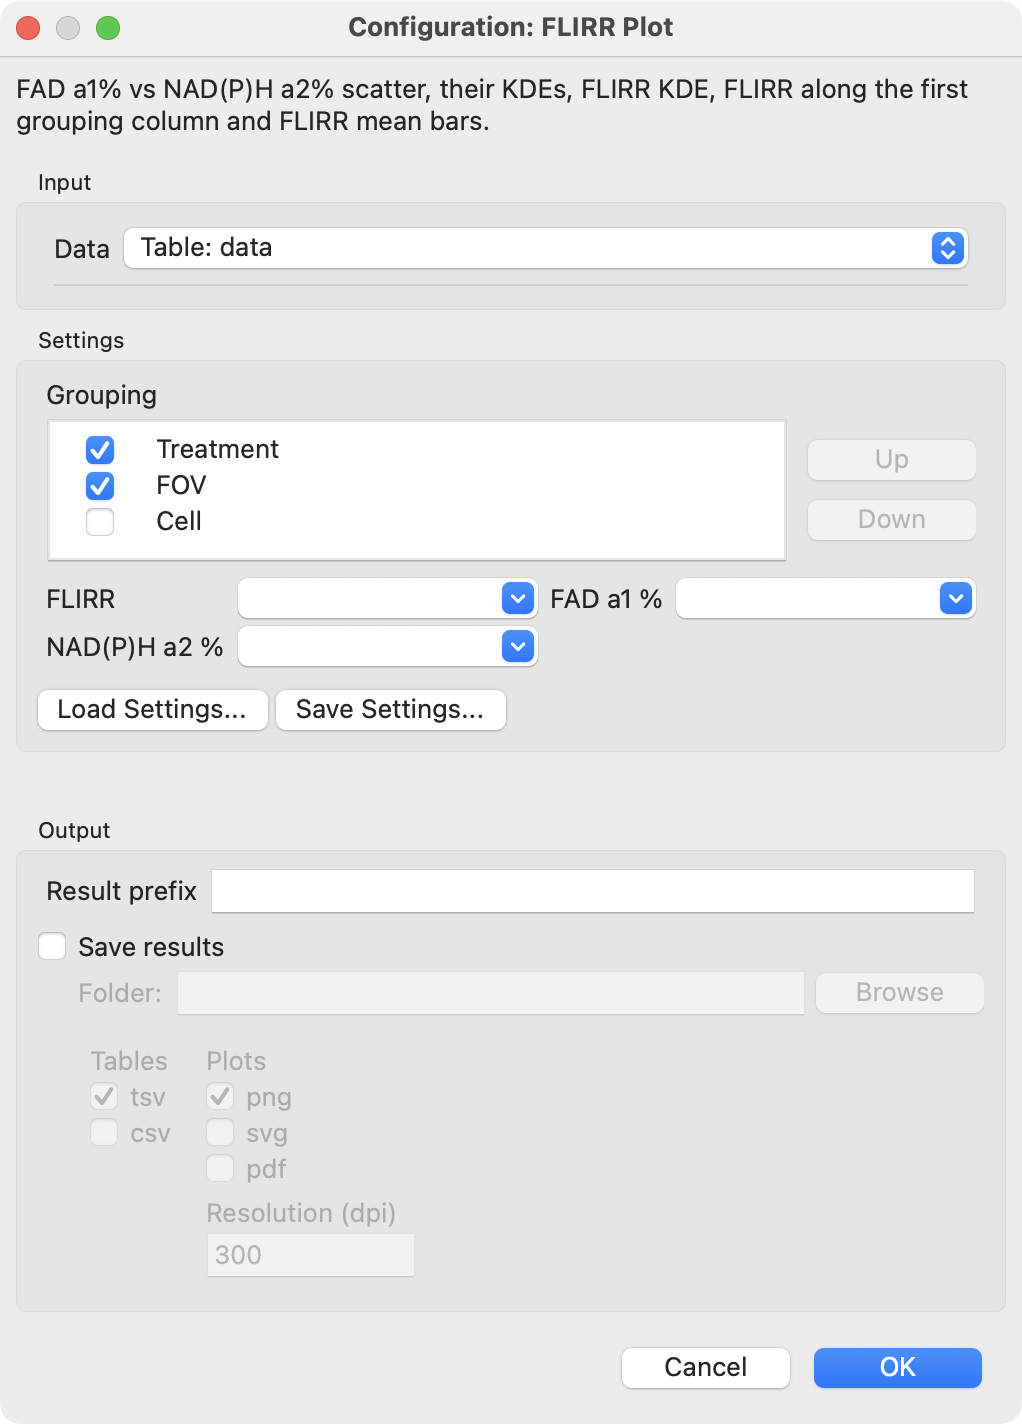 Configuration: FLIRR Plot
FAD a1% vs NAD(P)H a2% scatter, their KDEs, FLIRR KDE, FLIRR along the first
grouping column and FLIRR mean bars.
Input
Data Table: data
Settings
Grouping
Treatment
FOV
Cell
Up
Down
FLIRR FAD a1 %
NAD(P)H a2 %
Load Settings... Save Settings...
Output
Result prefix
Save results
Folder: Browse
Tables Plots
tsv png
csv svg
pdf
Resolution (dpi)
300
Cancel OK